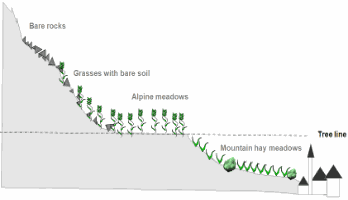 Bare rocks
Grasses with bare soil
Alpine meadows
Tree line
Mountain hay meadows